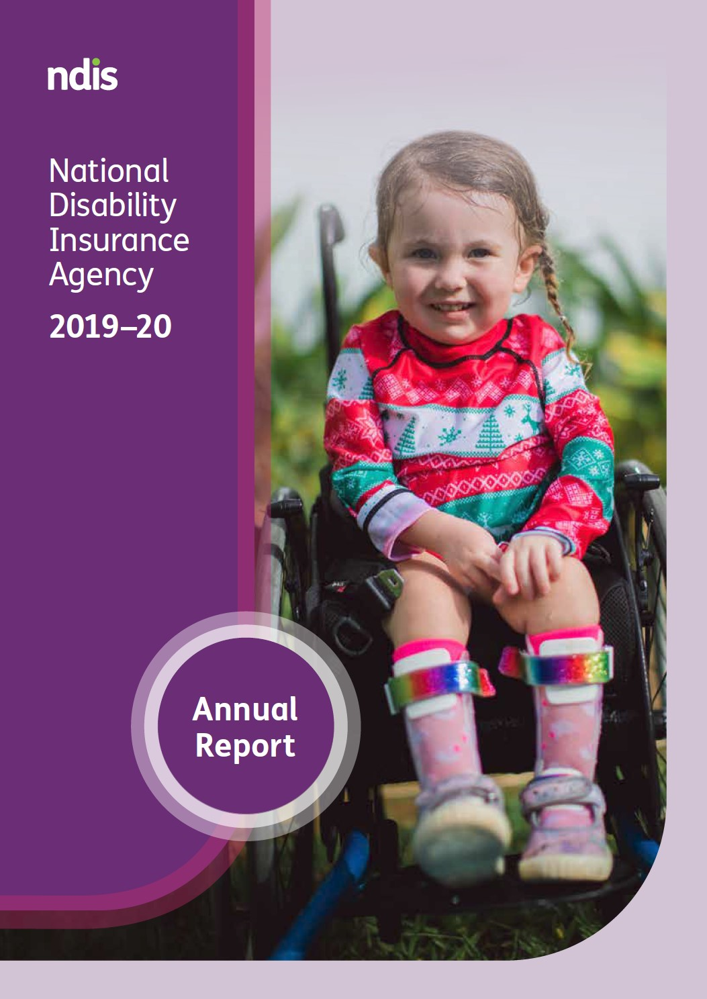 ndis
National
Disability
Insurance
Agency
2019–20
Annual
Report